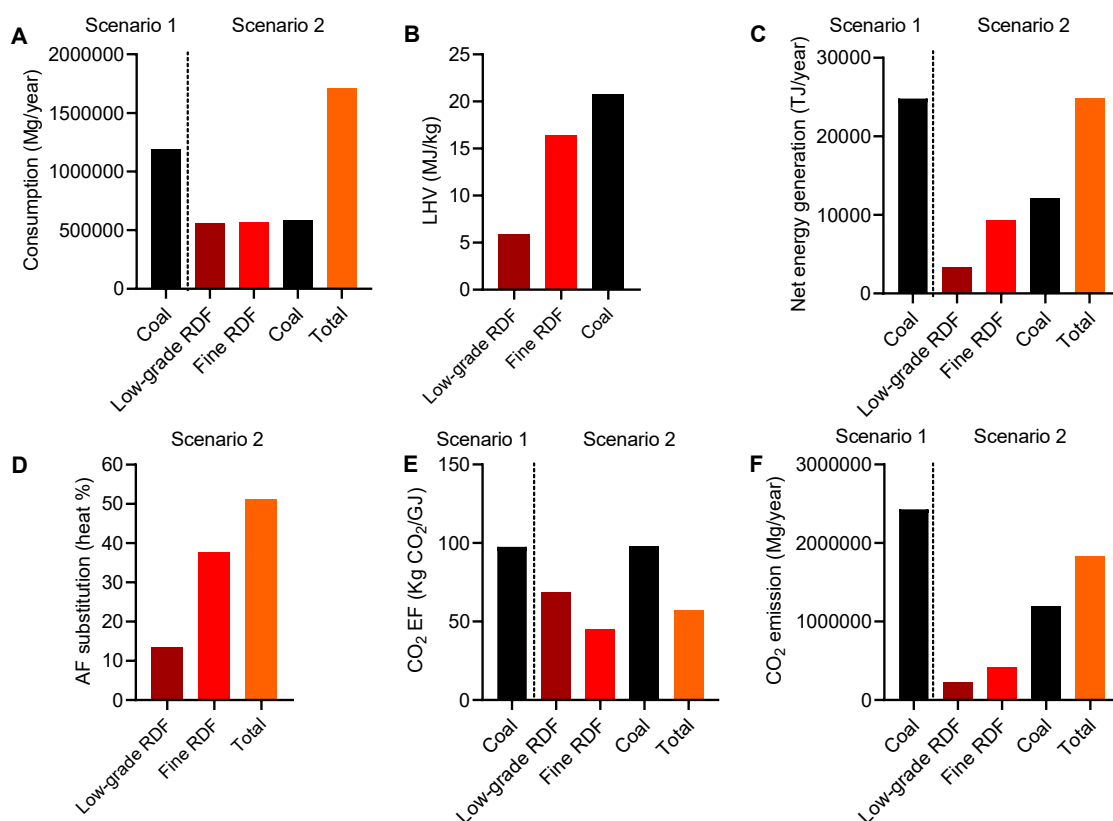 A
Scenario 1
Scenario 2
Consumption (Mg/year)
2000000
1500000
1000000
500000
0
Coal
Low-grade RDF
Fine RDF
Coal
Total
B
LHV (MJ/kg)
25
20
15
10
5
0
Low-grade RDF
Fine RDF
Coal
C
Scenario 1
Scenario 2
Net energy generation (TJ/year)
30000
20000
10000
0
Coal
Low-grade RDF
Fine RDF
Coal
Total
D
Scenario 2
AF substitution (heat %)
60
50
40
30
20
10
0
Low-grade RDF
Fine RDF
Total
E
Scenario 1
Scenario 2
CO₂ EF (Kg CO₂/GJ)
150
100
50
0
Coal
Low-grade RDF
Fine RDF
Coal
Total
F
Scenario 1
Scenario 2
CO₂ emission (Mg/year)
3000000
2000000
1000000
0
Coal
Low-grade RDF
Fine RDF
Coal
Total